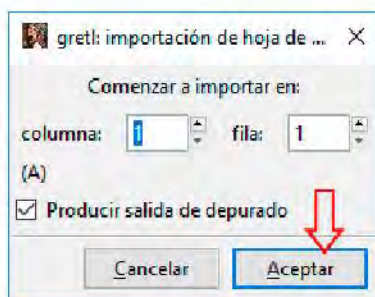 gretl: importación de hoja de ...
Comenzar a importar en:
columna: 1 fila: 1
(A)
Producir salida de depurado
Cancelar Aceptar